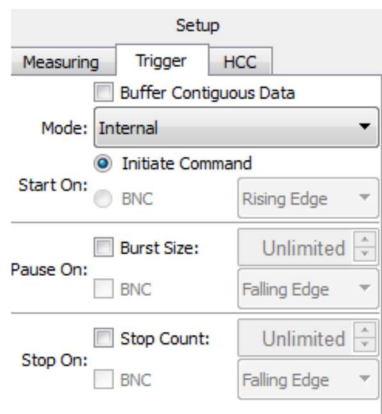 Setup
Measuring Trigger HCC
Buffer Contiguous Data
Mode: Internal
Initiate Command
Start On:
BNC Rising Edge
Burst Size: Unlimited
Pause On:
BNC Falling Edge
Stop Count: Unlimited
Stop On:
BNC Falling Edge